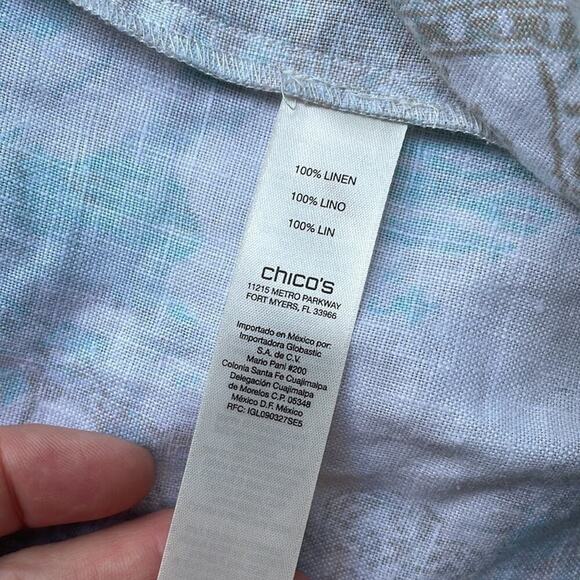 100% LINEN
100% LINO
100% LIN
chico's
11215 METRO PARKWAY
FORT MYERS, FL 33966
Importado en México por:
Importadora Globastic
S.A. de C.V.
Mario Pani #200
Colonia Santa Fe Cuajimalpa
Delegación Cuajimalpa
de Morelos C.P. 05348
México D.F. México
RFC: IGL090327SE5